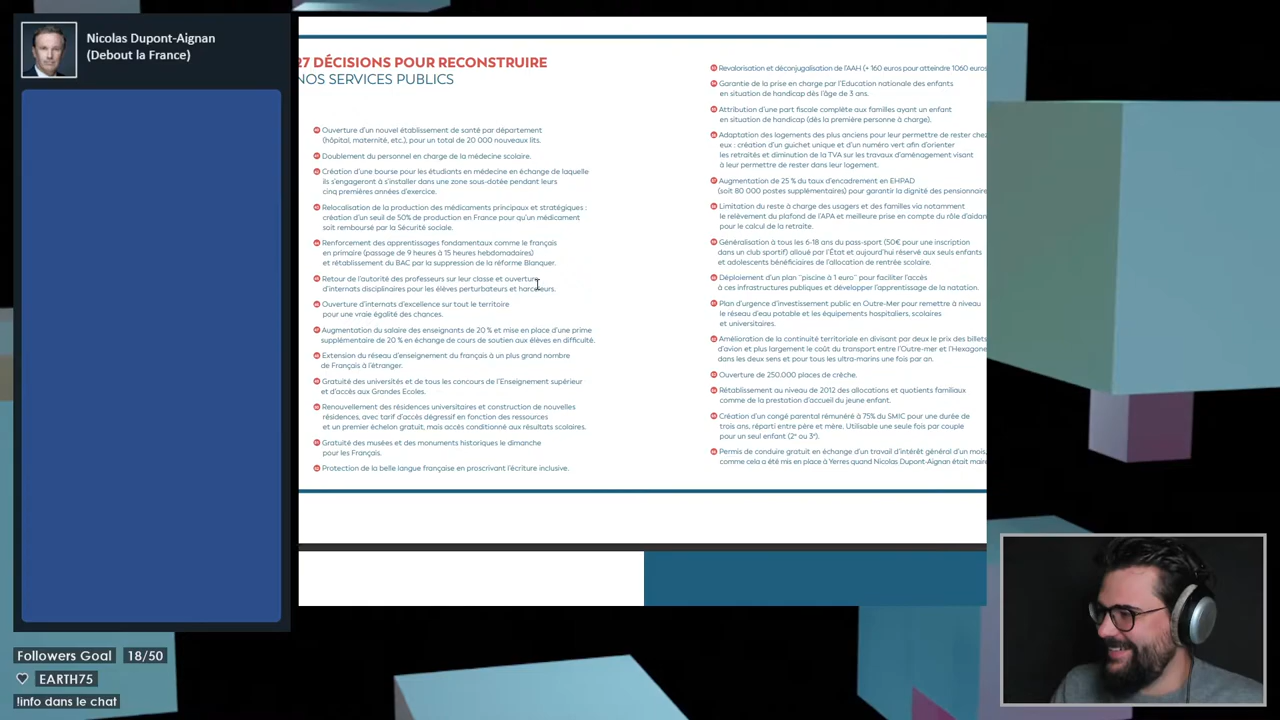 Nicolas Dupont-Aignan
(Debout la France)
27 DÉCISIONS POUR RECONSTRUIRE
NOS SERVICES PUBLICS
Ouverture d'un nouvel établissement de santé par département
(hôpital, maternité, etc.), pour un total de 20 000 nouveaux lits.
Doublement du personnel en charge de la médecine scolaire.
Création d'une bourse pour les étudiants en médecine en échange de laquelle
ils s'engageront à s'installer dans une zone sous-dotée pendant leurs
cinq premières années d'exercice.
Relocalisation de la production des médicaments principaux et stratégiques :
création d'un seuil de 50% de production en France pour qu'un médicament
soit remboursé par la Sécurité sociale.
Renforcement des apprentissages fondamentaux comme le français
en primaire (passage de 9 heures à 15 heures hebdomadaires)
et rétablissement du BAC par la suppression de la réforme Blanquer.
Retour de l'autorité des professeurs sur leur classe et ouverture
d'internats disciplinaires pour les élèves perturbateurs et harceleurs.
Ouverture d'internats d'excellence sur tout le territoire
pour une vraie égalité des chances.
Augmentation du salaire des enseignants de 20 % et mise en place d'une prime
supplémentaire de 20 % en échange de cours de soutien aux élèves en difficulté.
Extension du réseau d'enseignement du français à un plus grand nombre
de Français à l'étranger.
Gratuité des universités et de tous les concours de l'Enseignement supérieur
et d'accès aux Grandes Ecoles.
Renouvellement des résidences universitaires et construction de nouvelles
résidences, avec tarif d'accès dégressif en fonction des ressources
et un premier échelon gratuit, mais accès conditionné aux résultats scolaires.
Gratuité des musées et des monuments historiques le dimanche
pour les Français.
Protection de la belle langue française en proscrivant l'écriture inclusive.
Revalorisation et déconjugalisation de l'AAH (+ 160 euros pour atteindre 1060 euros
Garantie de la prise en charge par l'Education nationale des enfants
en situation de handicap dès l'âge de 3 ans.
Attribution d'une part fiscale complète aux familles ayant un enfant
en situation de handicap (dès la première personne à charge).
Adaptation des logements des plus anciens pour leur permettre de rester chez
eux : création d'un guichet unique et d'un numéro vert afin d'orienter
les retraités et diminution de la TVA sur les travaux d'aménagement visant
à leur permettre de rester dans leur logement.
Augmentation de 25 % du taux d'encadrement en EHPAD
(soit 80 000 postes supplémentaires) pour garantir la dignité des pensionnaire
Limitation du reste à charge des usagers et des familles via notamment
le relèvement du plafond de l'APA et meilleure prise en compte du rôle d'aidan
pour le calcul de la retraite.
Généralisation à tous les 6-18 ans du pass-sport (50€ pour une inscription
dans un club sportif) alloué par l'État et aujourd'hui réservé aux seuls enfants
et adolescents bénéficiaires de l'allocation de rentrée scolaire.
Déploiement d'un plan "piscine à 1 euro" pour faciliter l'accès
à ces infrastructures publiques et développer l'apprentissage de la natation.
Plan d'urgence d'investissement public en Outre-Mer pour remettre à niveau
le réseau d'eau potable et les équipements hospitaliers, scolaires
et universitaires.
Amélioration de la continuité territoriale en divisant par deux le prix des billets
d'avion et plus largement le coût du transport entre l'Outre-mer et l'Hexagone
dans les deux sens et pour tous les ultra-marins une fois par an.
Ouverture de 250.000 places de crèche.
Rétablissement au niveau de 2012 des allocations et quotients familiaux
comme de la prestation d'accueil du jeune enfant.
Création d'un congé parental rémunéré à 75% du SMIC pour une durée de
trois ans, réparti entre père et mère. Utilisable une seule fois par couple
pour un seul enfant (2e ou 3e).
Permis de conduire gratuit en échange d'un travail d'intérêt général d'un mois,
comme cela a été mis en place à Yerres quand Nicolas Dupont-Aignan était maire
Followers Goal 18/50
EARTH75
!info dans le chat